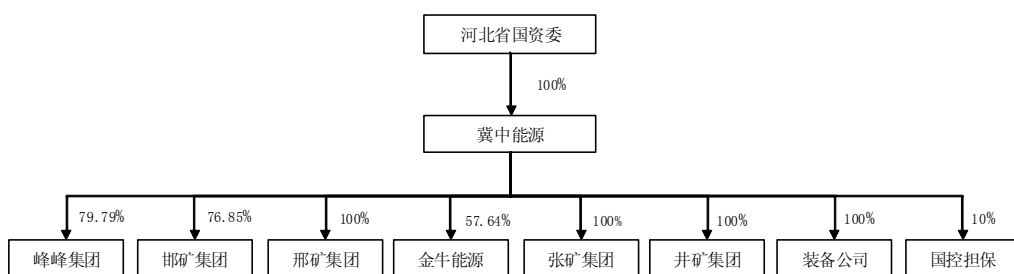 河北省国资委
100%
冀中能源
79.79%
76.85%
100%
57.64%
100%
100%
100%
10%
峰峰集团
邯矿集团
邢矿集团
金牛能源
张矿集团
井矿集团
装备公司
国控担保